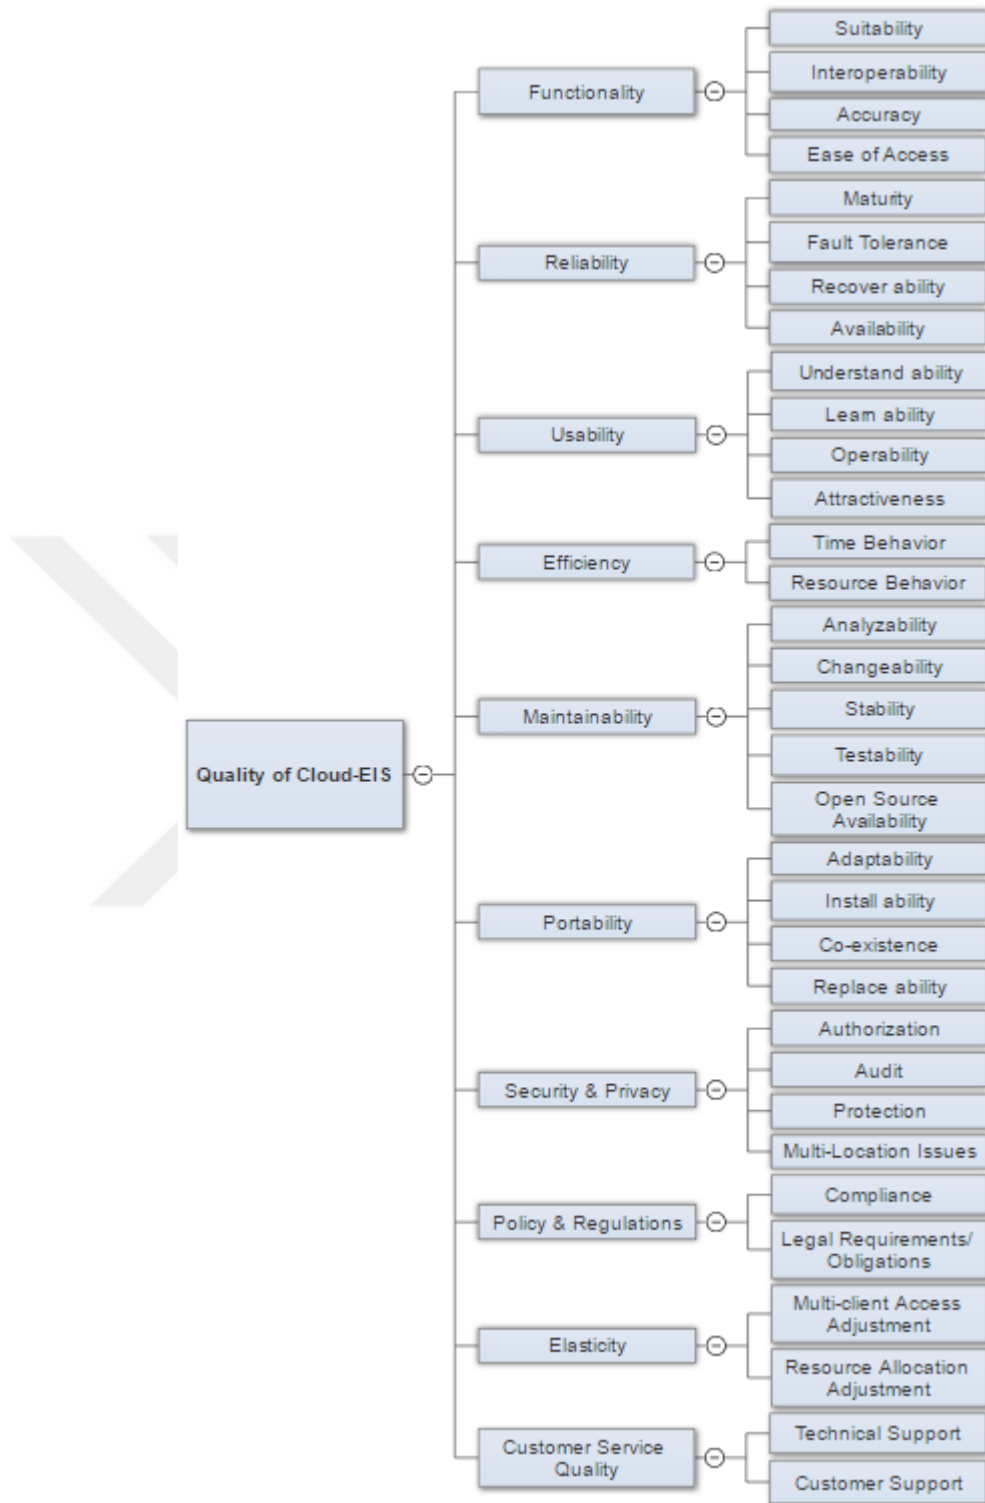 Suitability
Functionality
Interoperability
Accuracy
Ease of Access
Maturity
Reliability
Fault Tolerance
Recover ability
Availability
Understand ability
Usability
Learn ability
Operability
Attractiveness
Efficiency
Time Behavior
Resource Behavior
Analyzability
Changeability
Maintainability
Stability
Testability
Open Source
Availability
Quality of Cloud-EIS
Adaptability
Portability
Install ability
Co-existence
Replace ability
Authorization
Security & Privacy
Audit
Protection
Multi-Location Issues
Policy & Regulations
Compliance
Legal Requirements/
Obligations
Elasticity
Multi-client Access
Adjustment
Resource Allocation
Adjustment
Customer Service
Quality
Technical Support
Customer Support